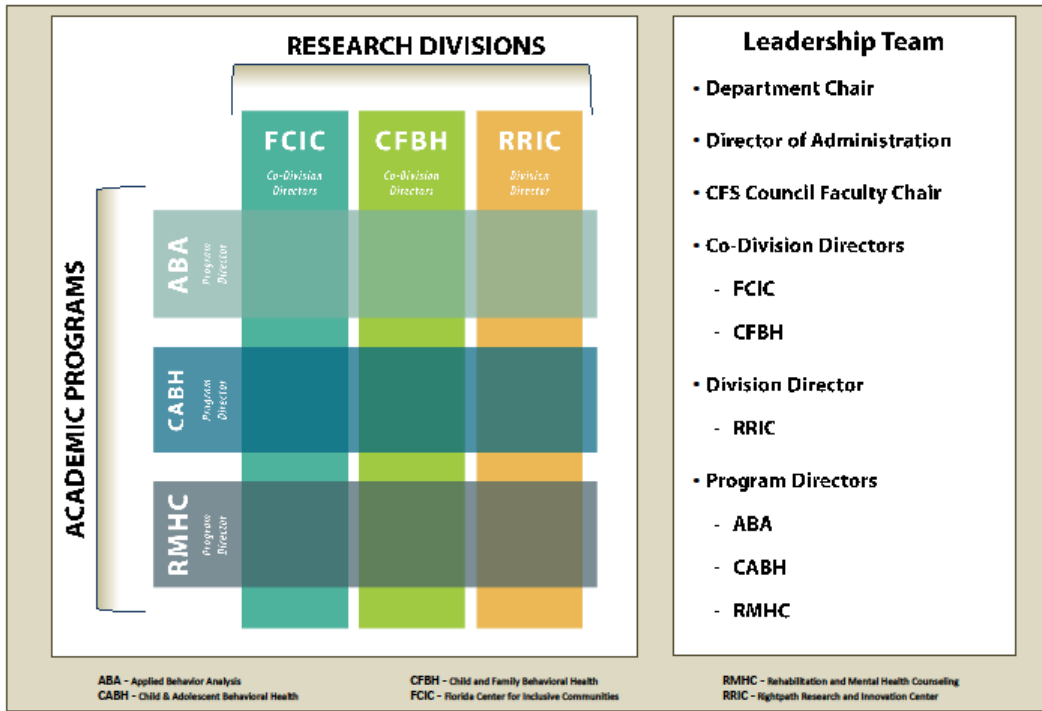 RESEARCH DIVISIONS
FCIC
Co-Division
Directors
CFBH
Co-Division
Directors
RRIC
Division
Director
ACADEMIC PROGRAMS
ABA
Program
Director
CABH
Program
Director
RMHC
Program
Director
Leadership Team
• Department Chair
• Director of Administration
• CFS Council Faculty Chair
• Co-Division Directors
- FCIC
- CFBH
• Division Director
- RRIC
• Program Directors
- ABA
- CABH
- RMHC
ABA – Applied Behavior Analysis
CABH – Child & Adolescent Behavioral Health
CFBH – Child and Family Behavioral Health
FCIC – Florida Center for Inclusive Communities
RMHC – Rehabilitation and Mental Health Counseling
RRIC – Rightpath Research and Innovation Center